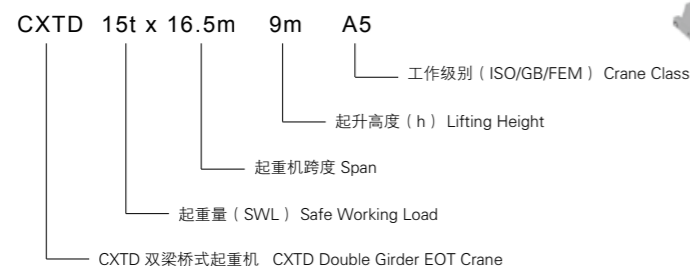 CXTD 15t x 16.5m 9m A5
工作级别（ISO/GB/FEM） Crane Class
起升高度（h） Lifting Height
起重机跨度 Span
起重量（SWL） Safe Working Load
CXTD 双梁桥式起重机 CXTD Double Girder EOT Crane